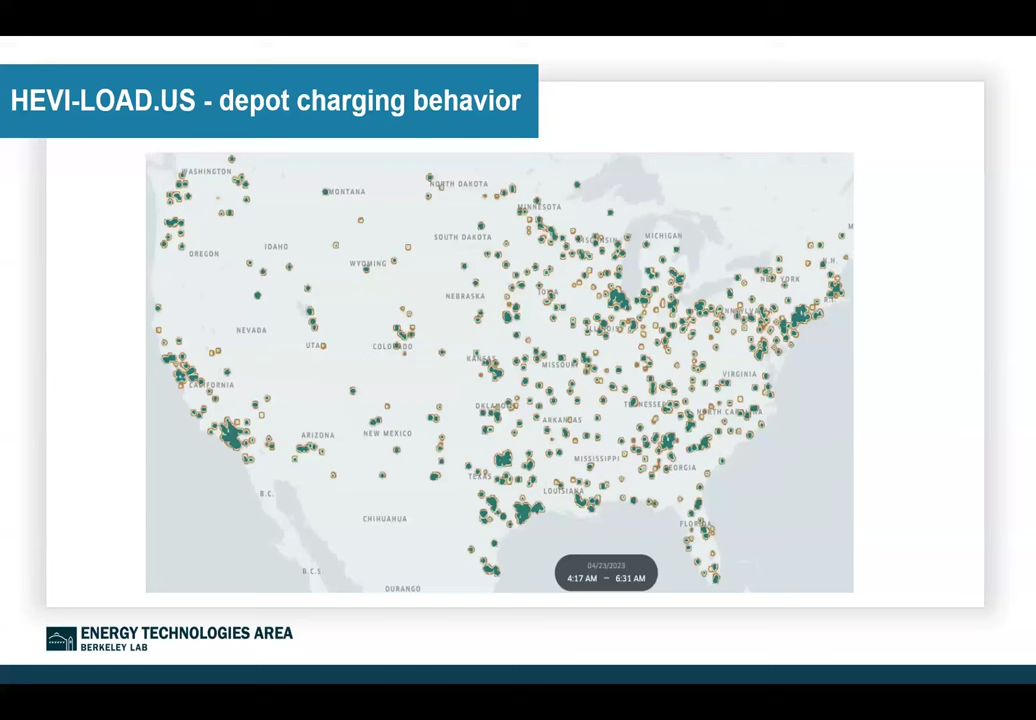 HEVI-LOAD.US - depot charging behavior
WASHINGTON
MONTANA
NORTH DAKOTA
MINNESOTA
OREGON
IDAHO
SOUTH DAKOTA
MICHIGAN
WYOMING
N.H.
NEW YORK
IOWA
NEBRASKA
NEVADA
COLORADO
KANSAS
MISSOURI
VIRGINIA
CALIFORNIA
TENNESSEE
OKLAHOMA
NORTH CAROLINA
ARKANSAS
ARIZONA
NEW MEXICO
MISSISSIPPI
GEORGIA
TEXAS
LOUISIANA
B.C.
CHIHUAHUA
FLORIDA
B.C.S.
DURANGO
04/23/2023
4:17 AM – 6:31 AM
ENERGY TECHNOLOGIES AREA
BERKELEY LAB